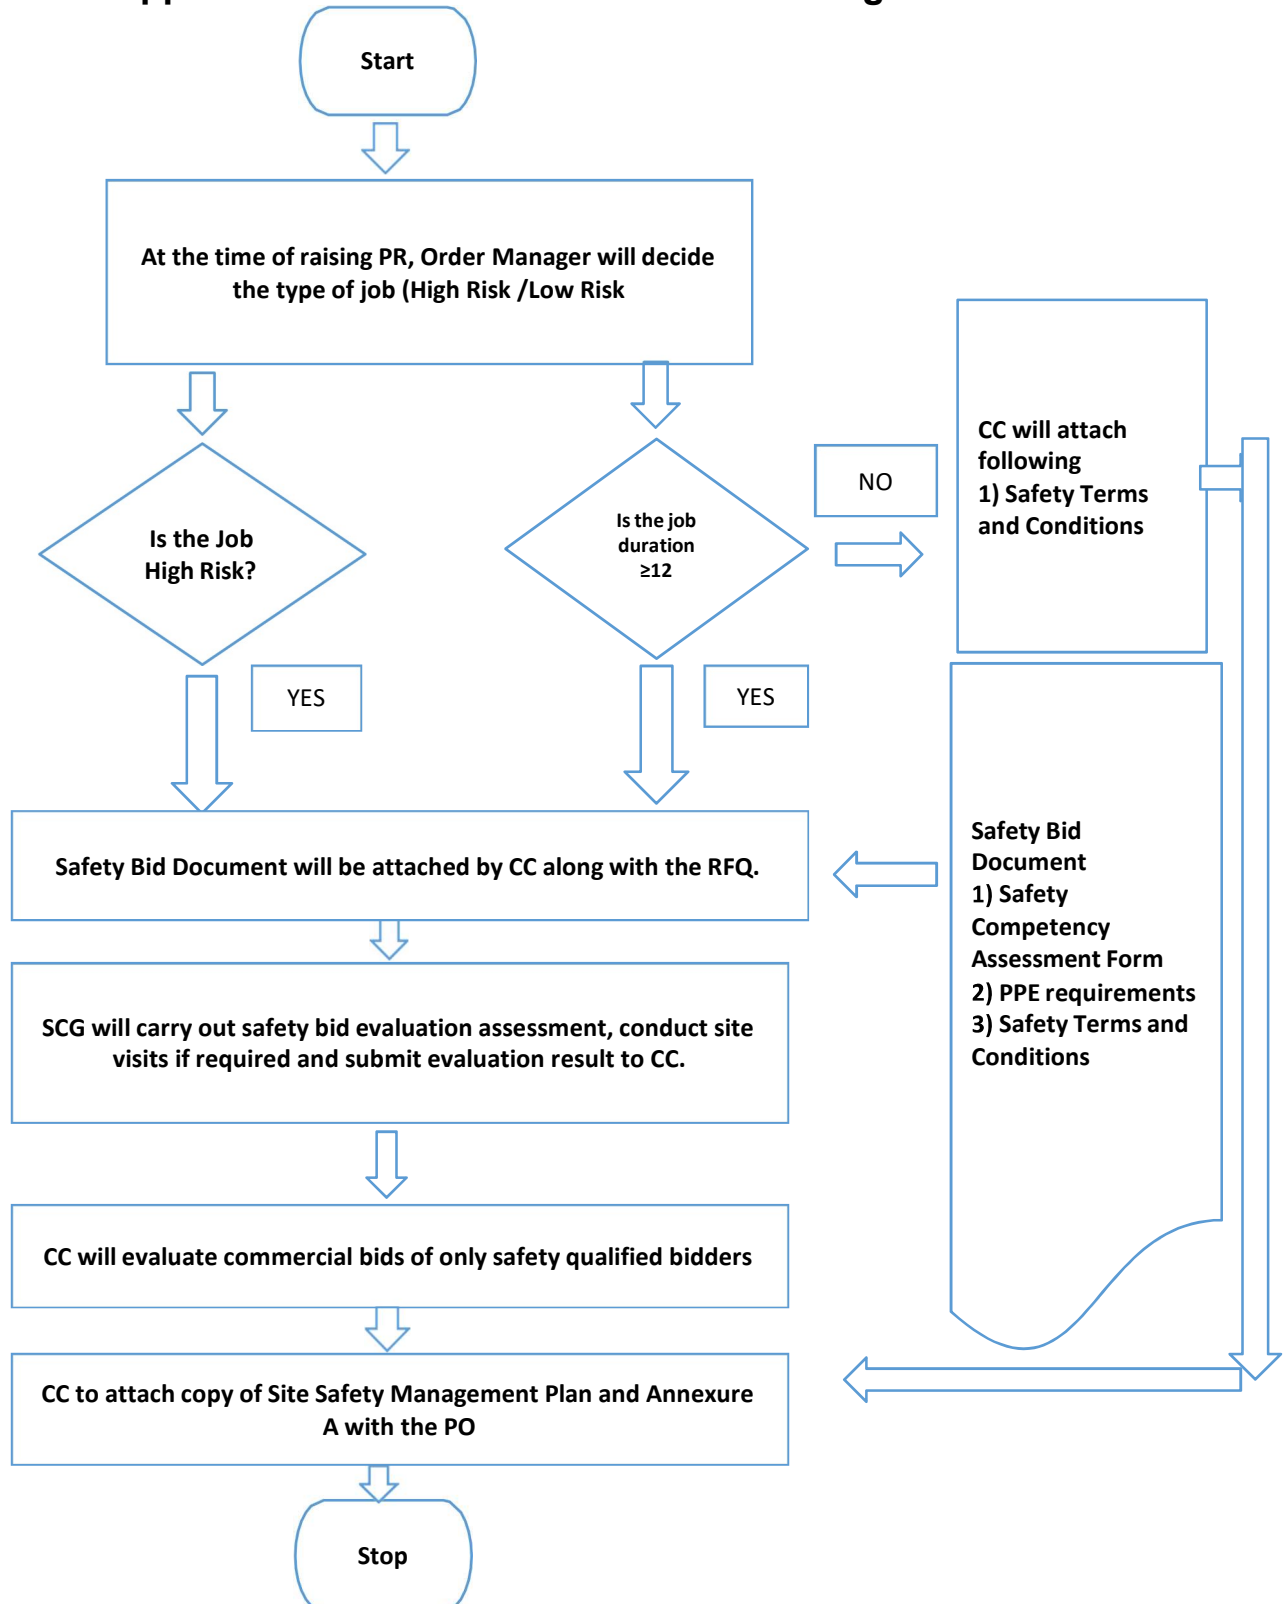 Start
At the time of raising PR, Order Manager will decide
the type of job (High Risk /Low Risk
Is the Job
High Risk?
Is the job
duration
≥12
NO
CC will attach
following
1) Safety Terms
and Conditions
YES
YES
Safety Bid Document will be attached by CC along with the RFQ.
Safety Bid
Document
1) Safety
Competency
Assessment Form
2) PPE requirements
3) Safety Terms and
Conditions
SCG will carry out safety bid evaluation assessment, conduct site
visits if required and submit evaluation result to CC.
CC will evaluate commercial bids of only safety qualified bidders
CC to attach copy of Site Safety Management Plan and Annexure
A with the PO
Stop